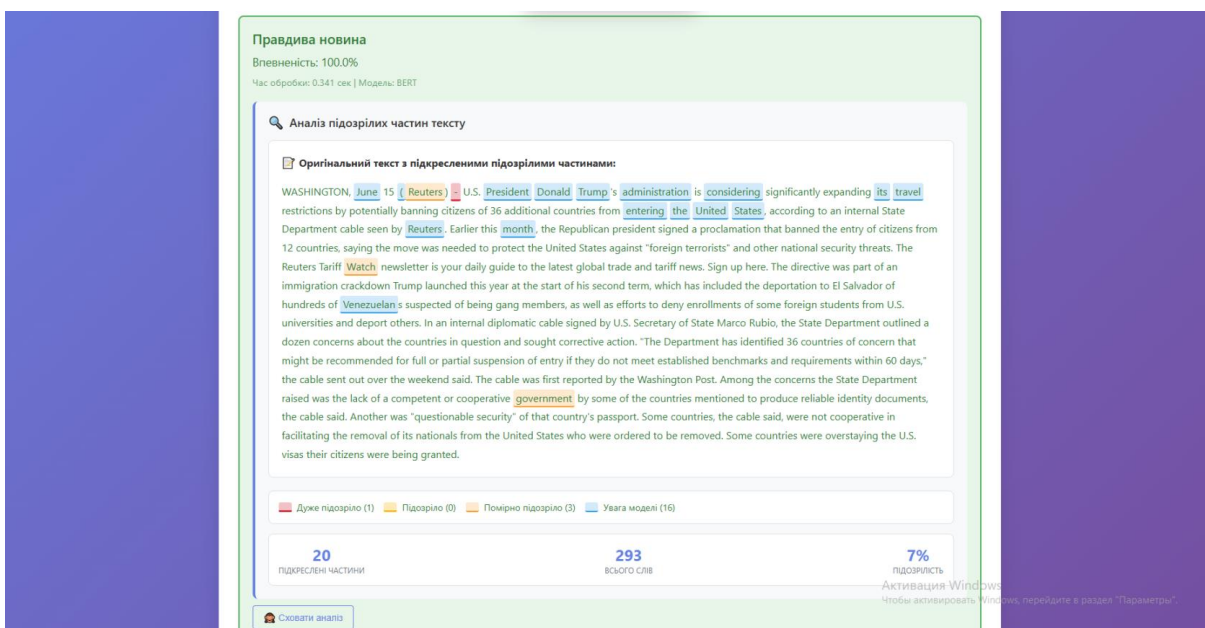 Правдива новина
Впевненість: 100.0%
Час обробки: 0.341 сек | Модель: BERT
Аналіз підозрілих частин тексту
Оригінальний текст з підкресленими підозрілими частинами:
WASHINGTON, June 15 ( Reuters ) - U.S. President Donald Trump 's administration is considering significantly expanding its travel
restrictions by potentially banning citizens of 36 additional countries from entering the United States , according to an internal State
Department cable seen by Reuters . Earlier this month , the Republican president signed a proclamation that banned the entry of citizens from
12 countries, saying the move was needed to protect the United States against "foreign terrorists" and other national security threats. The
Reuters Tariff Watch newsletter is your daily guide to the latest global trade and tariff news. Sign up here. The directive was part of an
immigration crackdown Trump launched this year at the start of his second term, which has included the deportation to El Salvador of
hundreds of Venezuelan s suspected of being gang members, as well as efforts to deny enrollments of some foreign students from U.S.
universities and deport others. In an internal diplomatic cable signed by U.S. Secretary of State Marco Rubio, the State Department outlined a
dozen concerns about the countries in question and sought corrective action. "The Department has identified 36 countries of concern that
might be recommended for full or partial suspension of entry if they do not meet established benchmarks and requirements within 60 days,"
the cable sent out over the weekend said. The cable was first reported by the Washington Post. Among the concerns the State Department
raised was the lack of a competent or cooperative government by some of the countries mentioned to produce reliable identity documents,
the cable said. Another was "questionable security" of that country's passport. Some countries, the cable said, were not cooperative in
facilitating the removal of its nationals from the United States who were ordered to be removed. Some countries were overstaying the U.S.
visas their citizens were being granted.
Дуже підозріло (1) Підозріло (0) Помірно підозріло (3) Увага моделі (16)
20 293 7%
ПІДКРЕСЛЕНІ ЧАСТИНИ ВСЬОГО СЛІВ ПІДОЗРІЛІСТЬ
Активация Windows
Чтобы активировать Windows, перейдите в раздел "Параметры".
Сховати аналіз